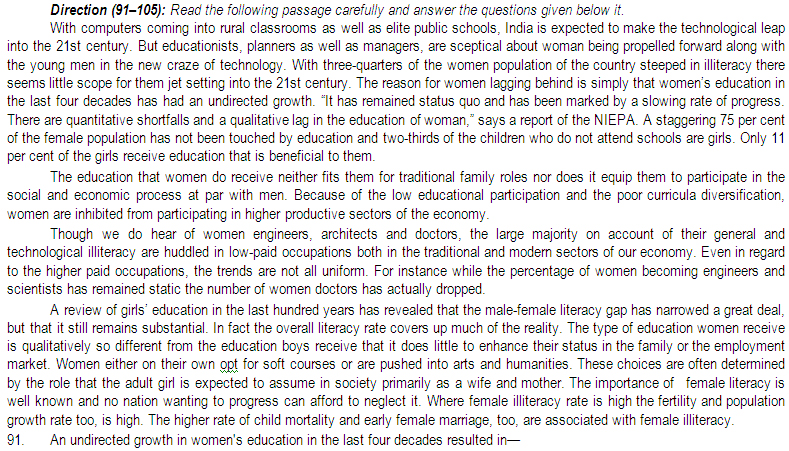 Direction (91–105): Read the following passage carefully and answer the questions given below it.
With computers coming into rural classrooms as well as elite public schools, India is expected to make the technological leap
into the 21st century. But educationists, planners as well as managers, are sceptical about woman being propelled forward along with
the young men in the new craze of technology. With three-quarters of the women population of the country steeped in illiteracy there
seems little scope for them jet setting into the 21st century. The reason for women lagging behind is simply that women's education in
the last four decades has had an undirected growth. “It has remained status quo and has been marked by a slowing rate of progress.
There are quantitative shortfalls and a qualitative lag in the education of woman,” says a report of the NIEPA. A staggering 75 per cent
of the female population has not been touched by education and two-thirds of the children who do not attend schools are girls. Only 11
per cent of the girls receive education that is beneficial to them.
The education that women do receive neither fits them for traditional family roles nor does it equip them to participate in the
social and economic process at par with men. Because of the low educational participation and the poor curricula diversification,
women are inhibited from participating in higher productive sectors of the economy.
Though we do hear of women engineers, architects and doctors, the large majority on account of their general and
technological illiteracy are huddled in low-paid occupations both in the traditional and modern sectors of our economy. Even in regard
to the higher paid occupations, the trends are not all uniform. For instance while the percentage of women becoming engineers and
scientists has remained static the number of women doctors has actually dropped.
A review of girls' education in the last hundred years has revealed that the male-female literacy gap has narrowed a great deal,
but that it still remains substantial. In fact the overall literacy rate covers up much of the reality. The type of education women receive
is qualitatively so different from the education boys receive that it does little to enhance their status in the family or the employment
market. Women either on their own opt for soft courses or are pushed into arts and humanities. These choices are often determined
by the role that the adult girl is expected to assume in society primarily as a wife and mother. The importance of female literacy is
well known and no nation wanting to progress can afford to neglect it. Where female illiteracy rate is high the fertility and population
growth rate too, is high. The higher rate of child mortality and early female marriage, too, are associated with female illiteracy.
91. An undirected growth in women's education in the last four decades resulted in—